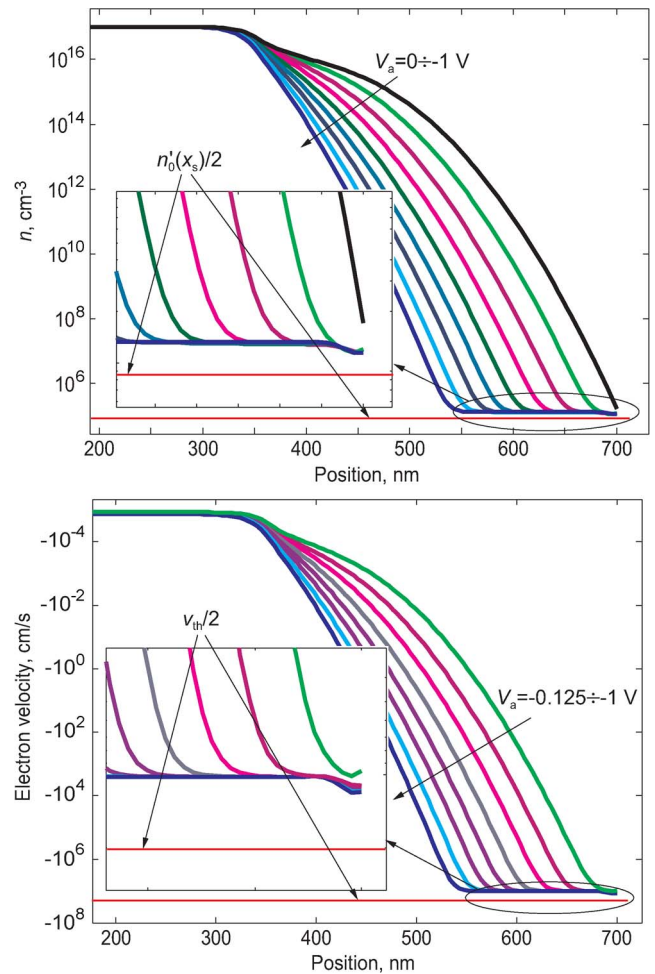 10^16
V_a=0÷-1 V
10^14
n'_0(x_s)/2
10^12
n, cm^-3
10^10
10^8
10^6
200 300 400 500 600 700
Position, nm
-10^-4
-10^-2
v_th/2
-10^0
Electron velocity, cm/s
V_a=-0.125÷-1 V
-10^2
-10^4
-10^6
-10^8
200 300 400 500 600 700
Position, nm